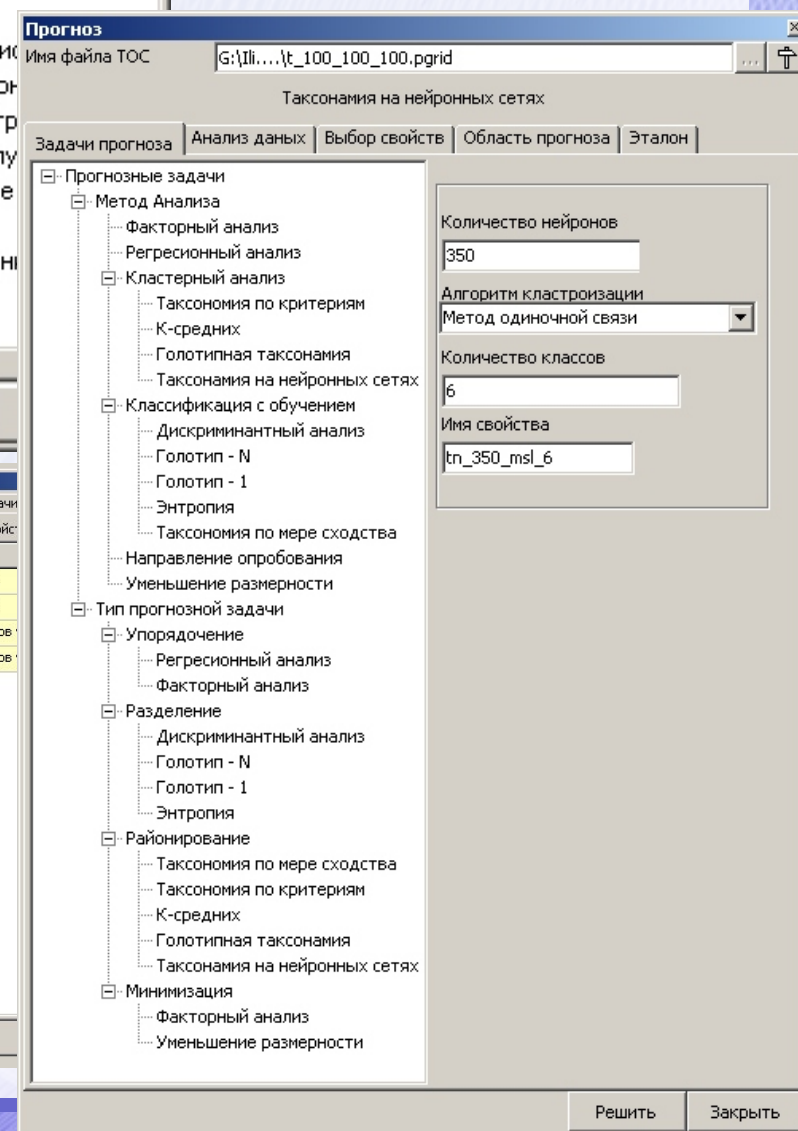 Прогноз
Имя файла ТОС
G:\Ili....\t_100_100_100.pgrid
...
Таксонамия на нейронных сетях
Задачи прогноза
Анализ даных
Выбор свойств
Область прогноза
Эталон
Прогнозные задачи
Метод Анализа
Факторный анализ
Регресионный анализ
Кластерный анализ
Таксономия по критериям
К-средних
Голотипная таксонамия
Таксонамия на нейронных сетях
Классификация с обучением
Дискриминантный анализ
Голотип - N
Голотип - 1
Энтропия
Таксономия по мере сходства
Направление опробования
Уменьшение размерности
Тип прогнозной задачи
Упорядочение
Регресионный анализ
Факторный анализ
Разделение
Дискриминантный анализ
Голотип - N
Голотип - 1
Энтропия
Районирование
Таксономия по мере сходства
Таксономия по критериям
К-средних
Голотипная таксонамия
Таксонамия на нейронных сетях
Минимизация
Факторный анализ
Уменьшение размерности
Количество нейронов
350
Алгоритм кластроизации
Метод одиночной связи
Количество классов
6
Имя свойства
tn_350_msl_6
Решить
Закрыть